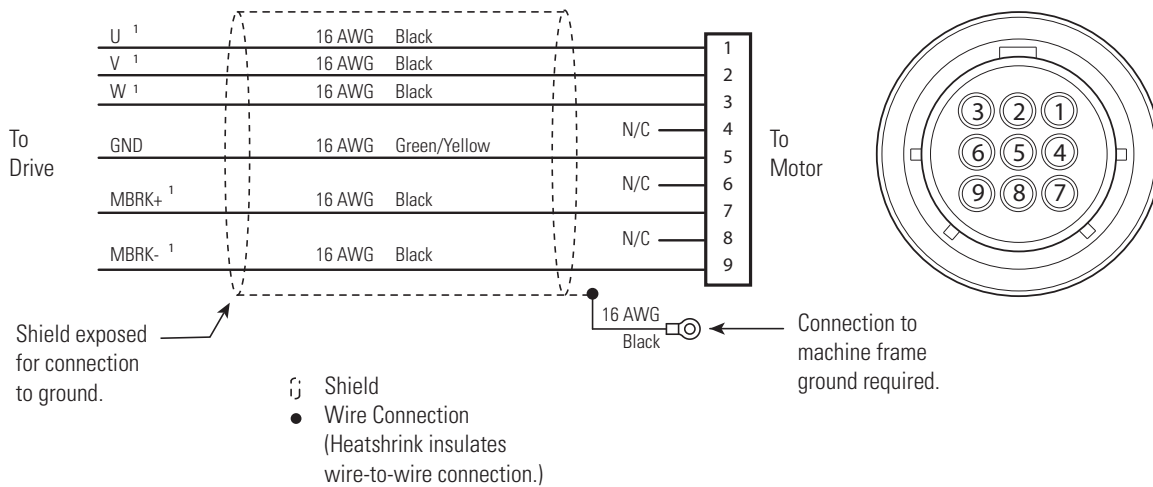 U 1 16 AWG Black 1
V 1 16 AWG Black 2
W 1 16 AWG Black 3
N/C 4
GND 16 AWG Green/Yellow 5
N/C 6
MBRK+ 1 16 AWG Black 7
N/C 8
MBRK- 1 16 AWG Black 9
To
Drive
To
Motor
3 2 1
6 5 4
9 8 7
Shield exposed
for connection
to ground.
16 AWG
Black
Connection to
machine frame
ground required.
Shield
Wire Connection
(Heatshrink insulates
wire-to-wire connection.)